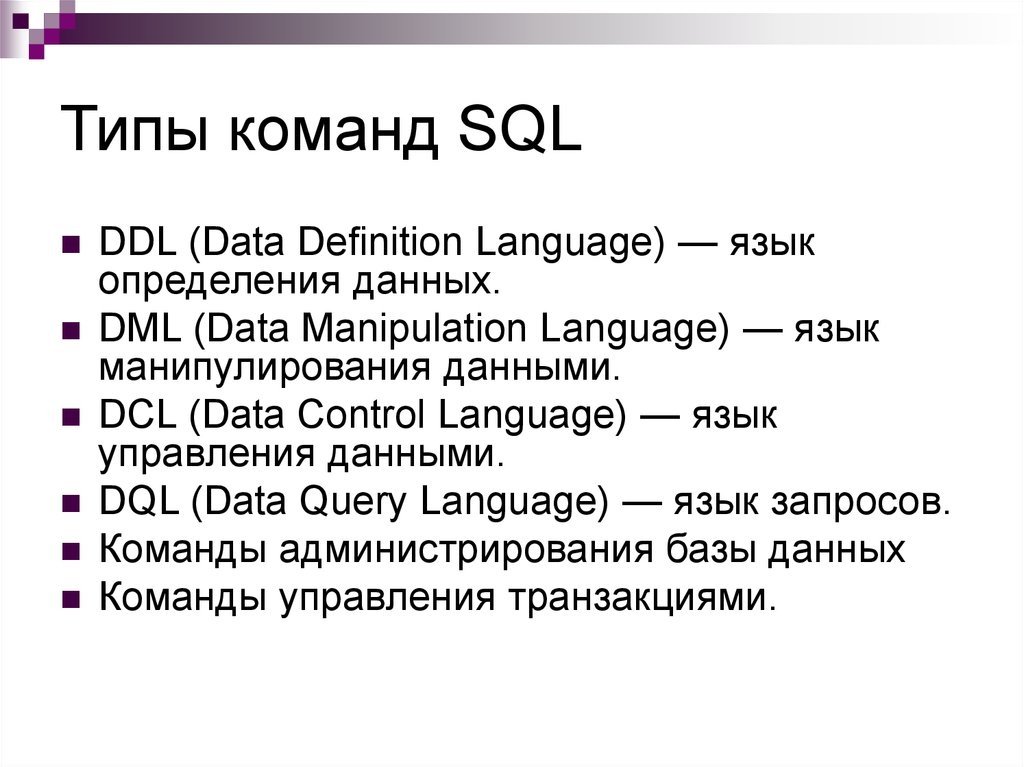 Типы команд SQL
DDL (Data Definition Language) — язык
определения данных.
DML (Data Manipulation Language) — язык
манипулирования данными.
DCL (Data Control Language) — язык
управления данными.
DQL (Data Query Language) — язык запросов.
Команды администрирования базы данных
Команды управления транзакциями.